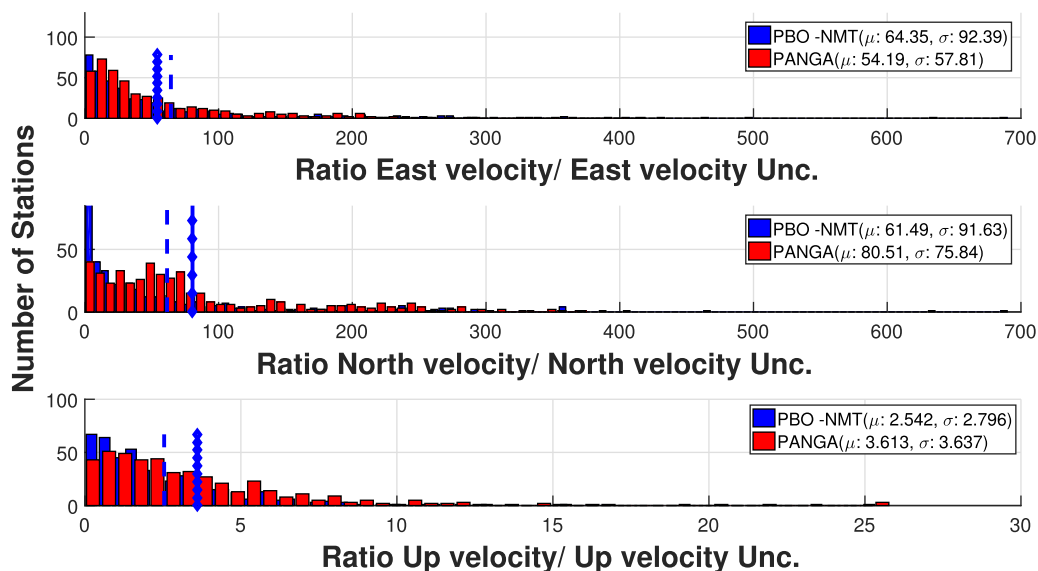 Number of Stations
100
50
0
0 100 200 300 400 500 600 700
PBO -NMT(μ: 64.35, σ: 92.39)
PANGA(μ: 54.19, σ: 57.81)
Ratio East velocity/ East velocity Unc.
50
0
0 100 200 300 400 500 600 700
PBO -NMT(μ: 61.49, σ: 91.63)
PANGA(μ: 80.51, σ: 75.84)
Ratio North velocity/ North velocity Unc.
100
50
0
0 5 10 15 20 25 30
PBO -NMT(μ: 2.542, σ: 2.796)
PANGA(μ: 3.613, σ: 3.637)
Ratio Up velocity/ Up velocity Unc.